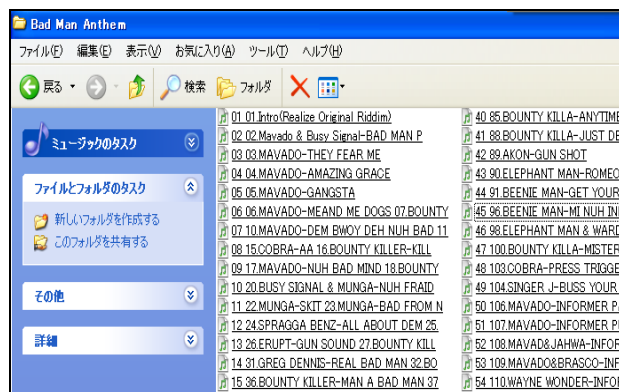 Bad Man Anthem
ファイル(F) 編集(E) 表示(V) お気に入り(A) ツール(T) ヘルプ(H)
戻る 検索 フォルダ
ミュージックのタスク
ファイルとフォルダのタスク
新しいフォルダを作成する
このフォルダを共有する
その他
詳細
01 01.Intro(Realize Original Riddim)
02 02.Mavado & Busy Signal-BAD MAN P
03 03.MAVADO-THEY FEAR ME
04 04.MAVADO-AMAZING GRACE
05 05.MAVADO-GANGSTA
06 06.MAVADO-MEAND ME DOGS 07.BOUNTY
07 10.MAVADO-DEM BWOY DEH NUH BAD 11
08 15.COBRA-AA 16.BOUNTY KILLER-KILL
09 17.MAVADO-NUH BAD MIND 18.BOUNTY
10 20.BUSY SIGNAL & MUNGA-NUH FRAID
11 22.MUNGA-SKIT 23.MUNGA-BAD FROM N
12 24.SPRAGGA BENZ-ALL ABOUT DEM 25.
13 26.ERUPT-GUN SOUND 27.BOUNTY KILL
14 31.GREG DENNIS-REAL BAD MAN 32.BO
15 36.BOUNTY KILLER-MAN A BAD MAN 37
40 85.BOUNTY KILLA-ANYTIME
41 88.BOUNTY KILLA-JUST DE
42 89.AKON-GUN SHOT
43 90.ELEPHANT MAN-ROMEO
44 91.BEENIE MAN-GET YOUR
45 96.BEENIE MAN-MI NUH IN
46 98.ELEPHANT MAN & WARD
47 100.BOUNTY KILLA-MISTER
48 103.COBRA-PRESS TRIGGE
49 104.SINGER J-BUSS YOUR
50 106.MAVADO-INFORMER P
51 107.MAVADO-INFORMER P
52 108.MAVAD&JAHWA-INFOR
53 109.MAVADO&BRASCO-INF
54 110.WAYNE WONDER-INFO